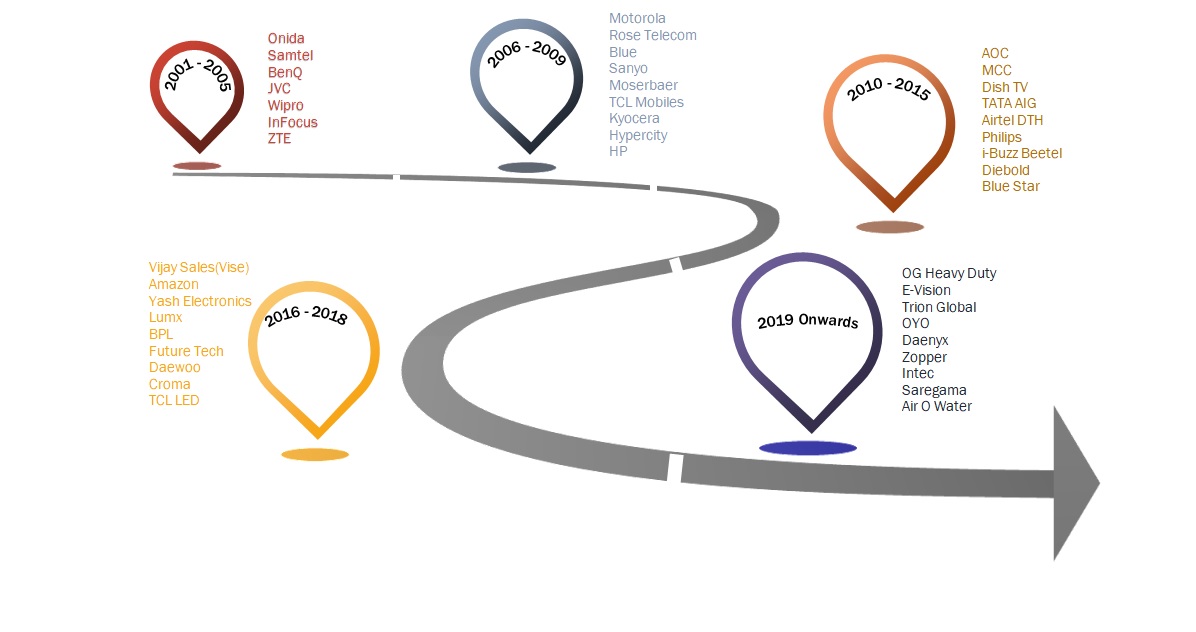 2001 - 2005
Onida
Samtel
BenQ
JVC
Wipro
InFocus
ZTE
2006 - 2009
Motorola
Rose Telecom
Blue
Sanyo
Moserbaer
TCL Mobiles
Kyocera
Hypercity
HP
2010 - 2015
AOC
MCC
Dish TV
TATA AIG
Airtel DTH
Philips
i-Buzz Beetel
Diebold
Blue Star
Vijay Sales(Vise)
Amazon
Yash Electronics
Lumx
BPL
Future Tech
Daewoo
Croma
TCL LED
2016 - 2018
2019 Onwards
OG Heavy Duty
E-Vision
Trion Global
OYO
Daenyx
Zopper
Intec
Saregama
Air O Water